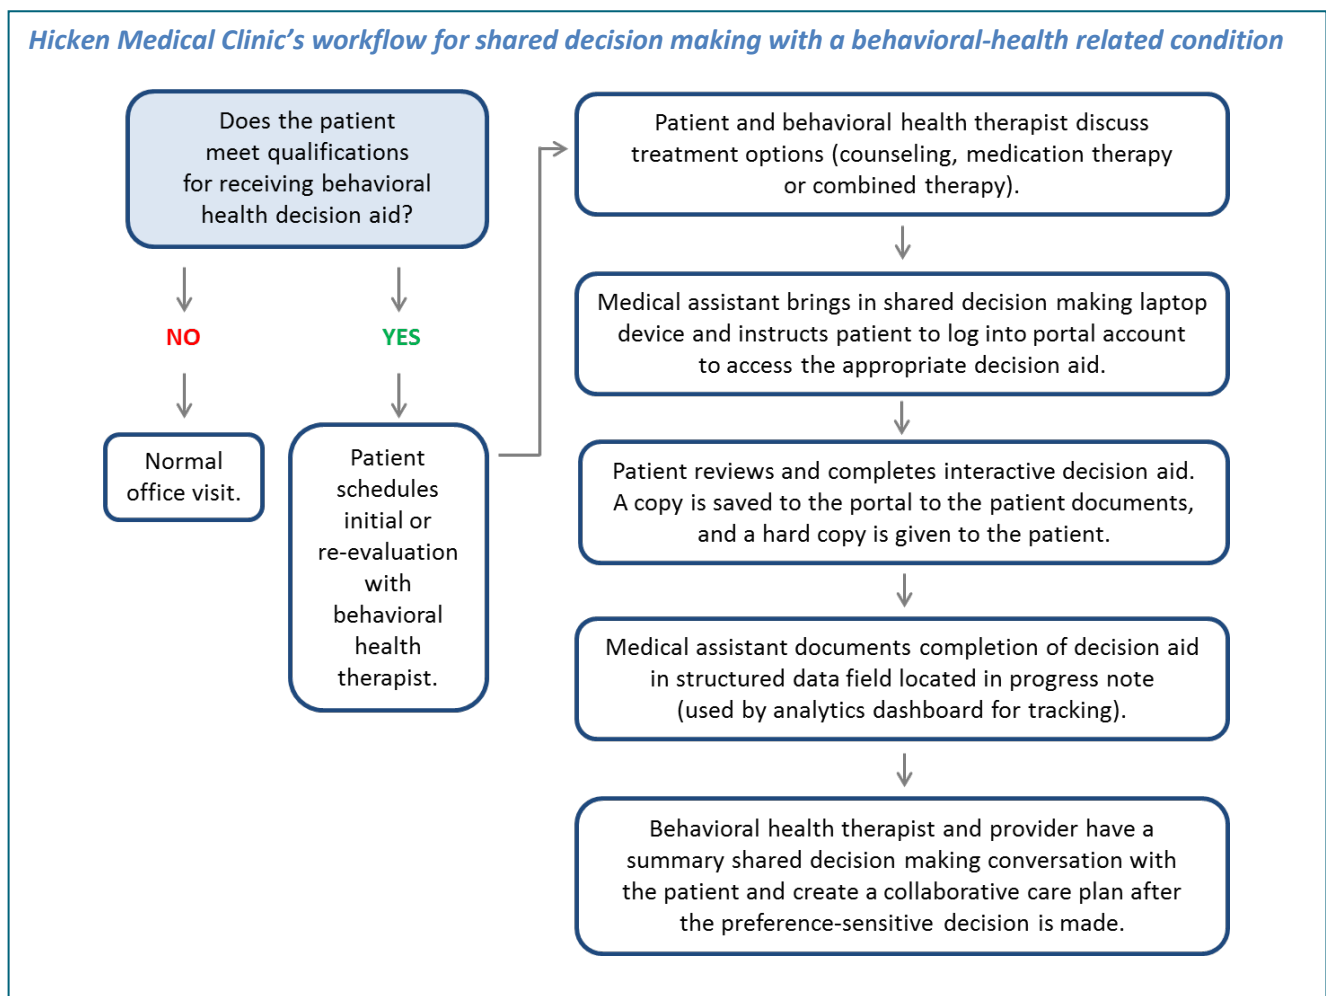 Hicken Medical Clinic’s workflow for shared decision making with a behavioral-health related condition
Does the patient
meet qualifications
for receiving behavioral
health decision aid?
NO
YES
Normal
office visit.
Patient
schedules
initial or
re-evaluation
with
behavioral
health
therapist.
Patient and behavioral health therapist discuss
treatment options (counseling, medication therapy
or combined therapy).
Medical assistant brings in shared decision making laptop
device and instructs patient to log into portal account
to access the appropriate decision aid.
Patient reviews and completes interactive decision aid.
A copy is saved to the portal to the patient documents,
and a hard copy is given to the patient.
Medical assistant documents completion of decision aid
in structured data field located in progress note
(used by analytics dashboard for tracking).
Behavioral health therapist and provider have a
summary shared decision making conversation with
the patient and create a collaborative care plan after
the preference-sensitive decision is made.